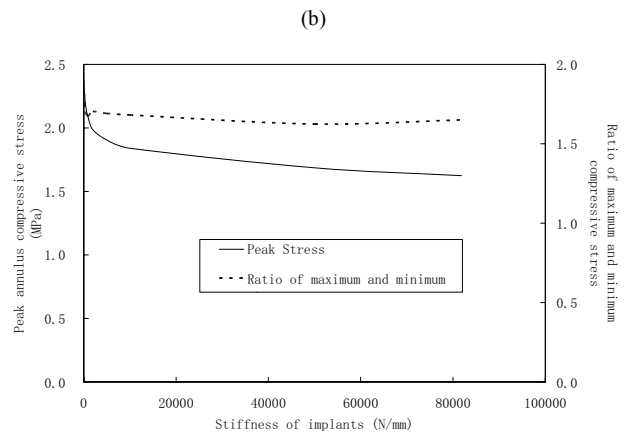 (b)
Peak annulus compressive stress
(MPa)
2.5
2.0
1.5
1.0
0.5
0.0
2.0
1.5
1.0
0.5
0.0
Ratio of maximum and minimum
compressive stress
Peak Stress
Ratio of maximum and minimum
0
20000
40000
60000
80000
100000
Stiffness of implants (N/mm)